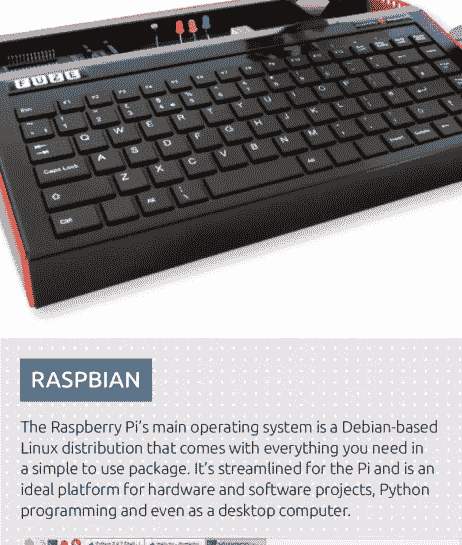 FUZE
Q W E R T Y U
Caps Lock A S D F G H J K L
Z X C V B N M
RASPBIAN
The Raspberry Pi's main operating system is a Debian-based
Linux distribution that comes with everything you need in
a simple to use package. It's streamlined for the Pi and is an
ideal platform for hardware and software projects, Python
programming and even as a desktop computer.